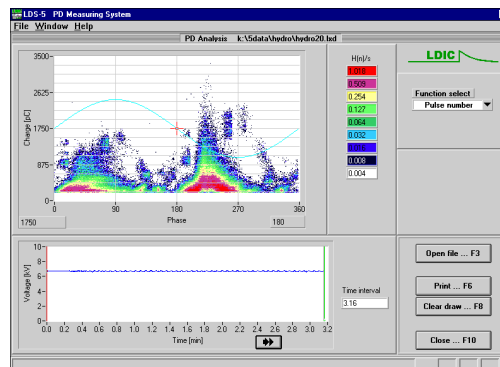 LDS-5 PD Measuring System
File Window Help
PD Analysis k:\5data\hydro\hydro20.lxd
3500
2625
1750
875
0
Charge [pC]
0 90 180 270 360
Phase
1750
180
H(n)/s
1.018
0.509
0.254
0.127
0.064
0.032
0.016
0.008
0.004
LDIC
Function select
Pulse number
10
8
6
4
2
0
Voltage [kV]
0.0 0.2 0.4 0.6 0.8 1.0 1.2 1.4 1.6 1.8 2.0 2.2 2.4 2.6 2.8 3.0 3.2
Time [min]
Time interval
3.16
Open file ... F3
Print ... F6
Clear draw ... F8
Close ... F10